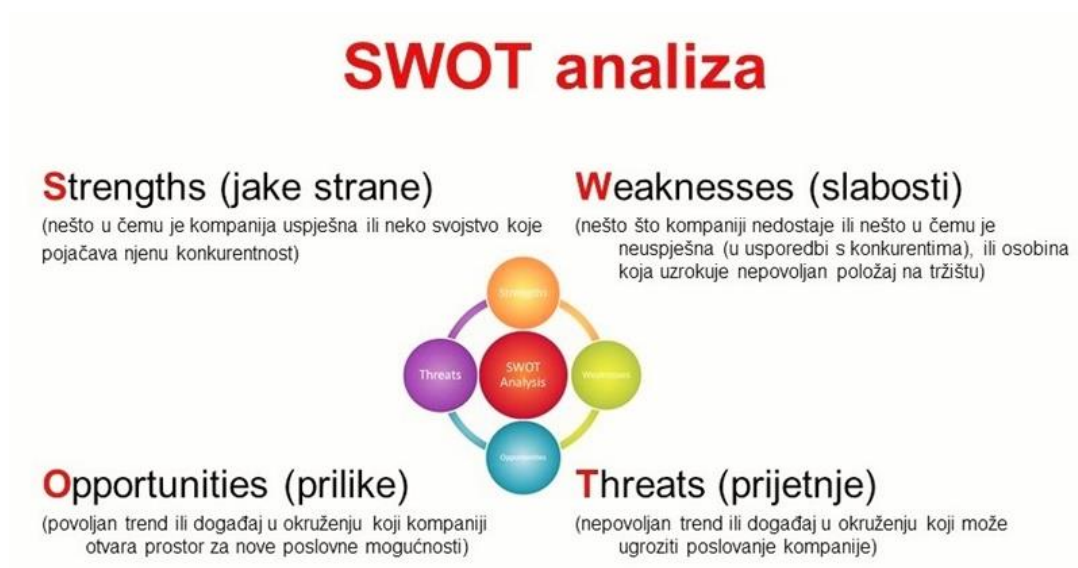 SWOT analiza
Strengths (jake strane)
(nešto u čemu je kompanija uspješna ili neko svojstvo koje
pojačava njenu konkurentnost)
Weaknesses (slabosti)
(nešto što kompaniji nedostaje ili nešto u čemu je
neuspješna (u usporedbi s konkurentima), ili osobina
koja uzrokuje nepovoljan položaj na tržištu)
Strengths
Threats
SWOT
Analysis
Weaknesses
Opportunities
Opportunities (prilike)
(povoljan trend ili događaj u okruženju koji kompaniji
otvara prostor za nove poslovne mogućnosti)
Threats (prijetnje)
(nepovoljan trend ili događaj u okruženju koji može
ugroziti poslovanje kompanije)